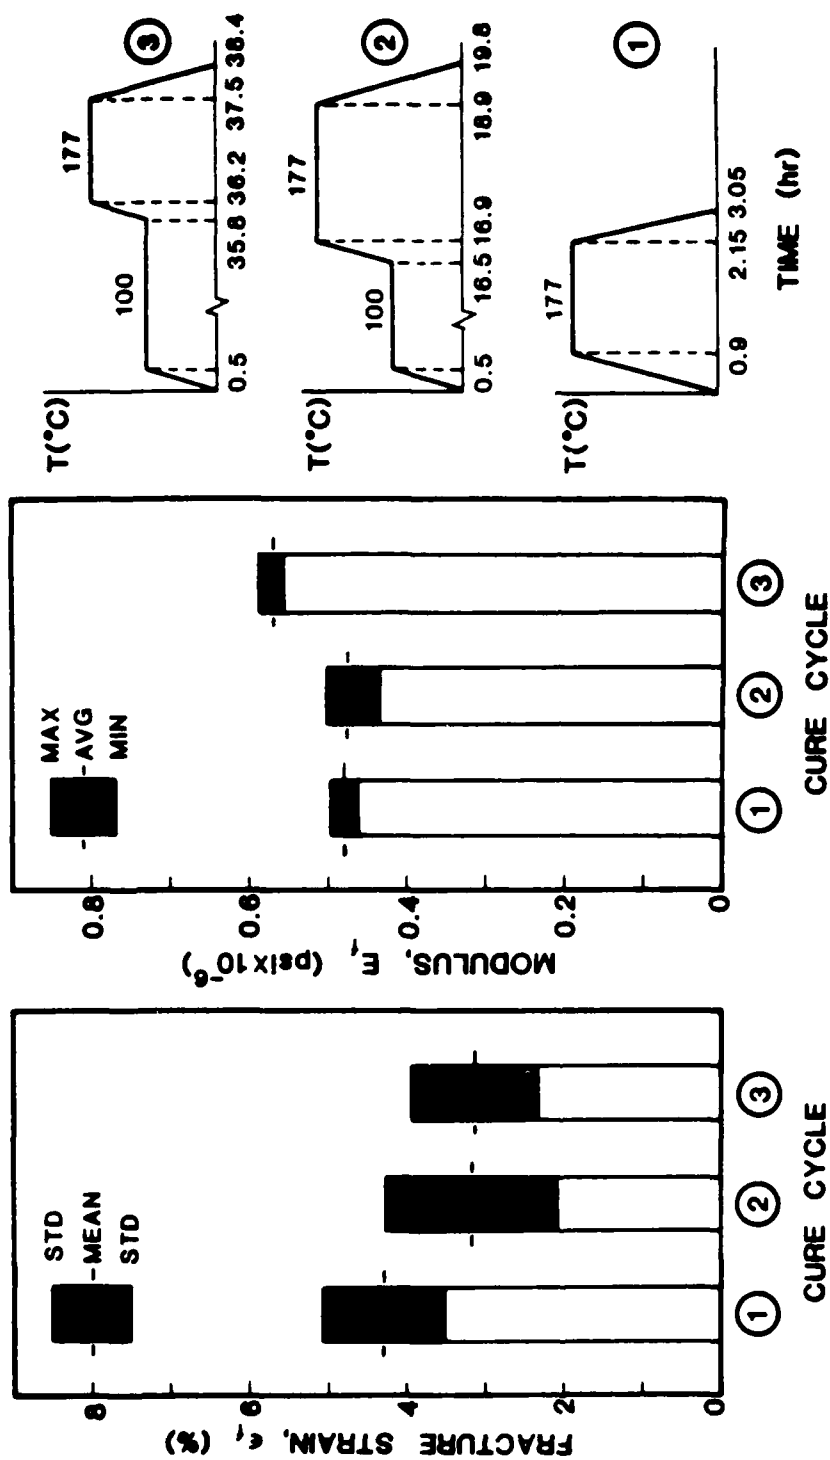 FRACTURE STRAIN, ϵf (%)
8
6
4
2
0
STD
MEAN
STD
1
2
3
CURE CYCLE
MODULUS, Ef (psi×10⁻⁶)
0.8
0.6
0.4
0.2
0
MAX
AVG
MIN
1
2
3
CURE CYCLE
T(°C)
100
177
3
0.5
35.8
36.2
37.5
38.4
T(°C)
100
177
2
0.5
16.5
16.9
18.9
19.8
T(°C)
177
1
0.9
2.15
3.05
TIME (hr)